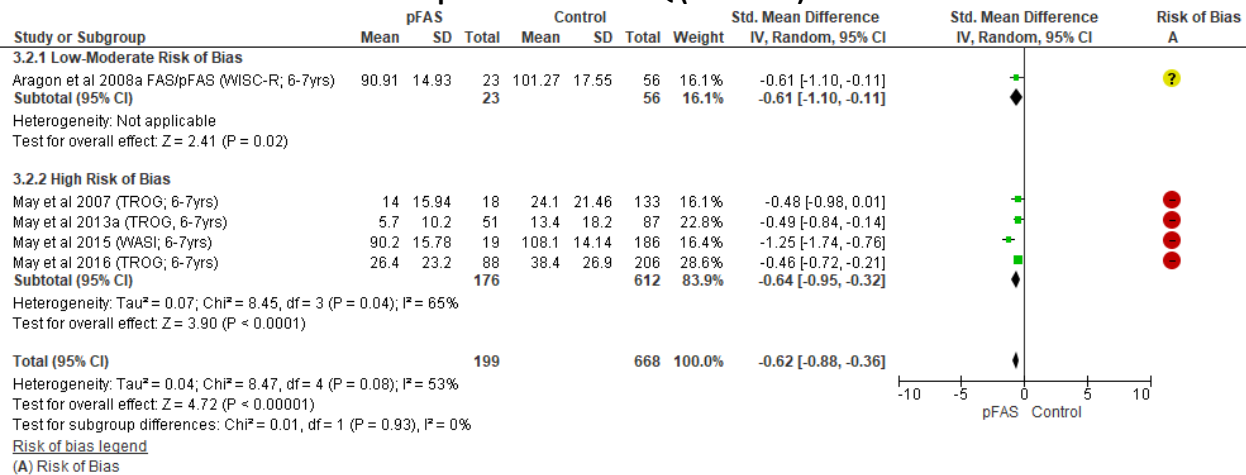 pFAS Control Std. Mean Difference Std. Mean Difference Risk of Bias
Study or Subgroup Mean SD Total Mean SD Total Weight IV, Random, 95% CI IV, Random, 95% CI A
3.2.1 Low-Moderate Risk of Bias
Aragon et al 2008a FAS/pFAS (WISC-R; 6-7yrs) 90.91 14.93 23 101.27 17.55 56 16.1% -0.61 [-1.10, -0.11] ?
Subtotal (95% CI) 23 56 16.1% -0.61 [-1.10, -0.11]
Heterogeneity: Not applicable
Test for overall effect: Z = 2.41 (P = 0.02)
3.2.2 High Risk of Bias
May et al 2007 (TROG; 6-7yrs) 14 15.94 18 24.1 21.46 133 16.1% -0.48 [-0.98, 0.01] -
May et al 2013a (TROG, 6-7yrs) 5.7 10.2 51 13.4 18.2 87 22.8% -0.49 [-0.84, -0.14] -
May et al 2015 (WASI; 6-7yrs) 90.2 15.78 19 108.1 14.14 186 16.4% -1.25 [-1.74, -0.76] -
May et al 2016 (TROG; 6-7yrs) 26.4 23.2 88 38.4 26.9 206 28.6% -0.46 [-0.72, -0.21] -
Subtotal (95% CI) 176 612 83.9% -0.64 [-0.95, -0.32]
Heterogeneity: Tau² = 0.07; Chi² = 8.45, df = 3 (P = 0.04); I² = 65%
Test for overall effect: Z = 3.90 (P < 0.0001)
Total (95% CI) 199 668 100.0% -0.62 [-0.88, -0.36]
Heterogeneity: Tau² = 0.04; Chi² = 8.47, df = 4 (P = 0.08); I² = 53%
Test for overall effect: Z = 4.72 (P < 0.00001)
Test for subgroup differences: Chi² = 0.01, df = 1 (P = 0.93), I² = 0%
-10 -5 0 5 10
pFAS Control
Risk of bias legend
(A) Risk of Bias